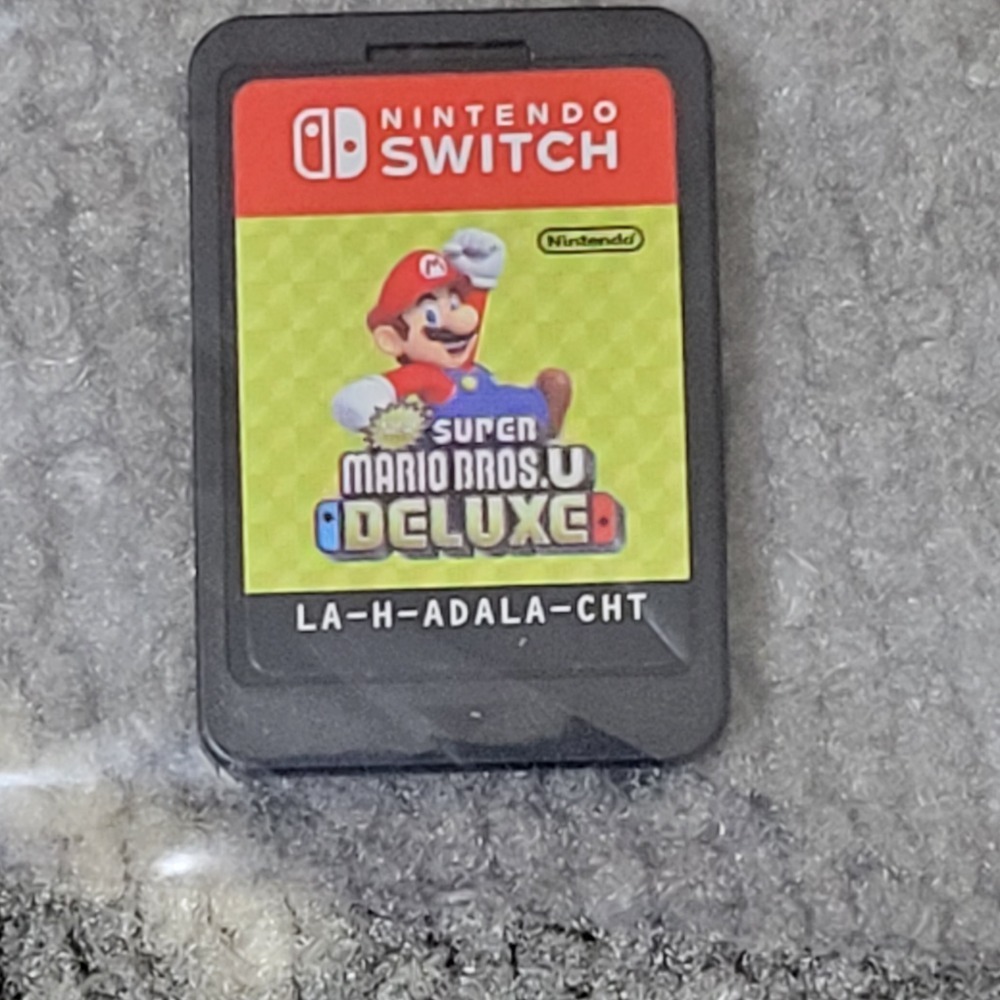 NINTENDO
SWITCH
Nintendo
M
SUPER
MARIO BROS.U
DELUXE
LA-H-ADALA-CHT